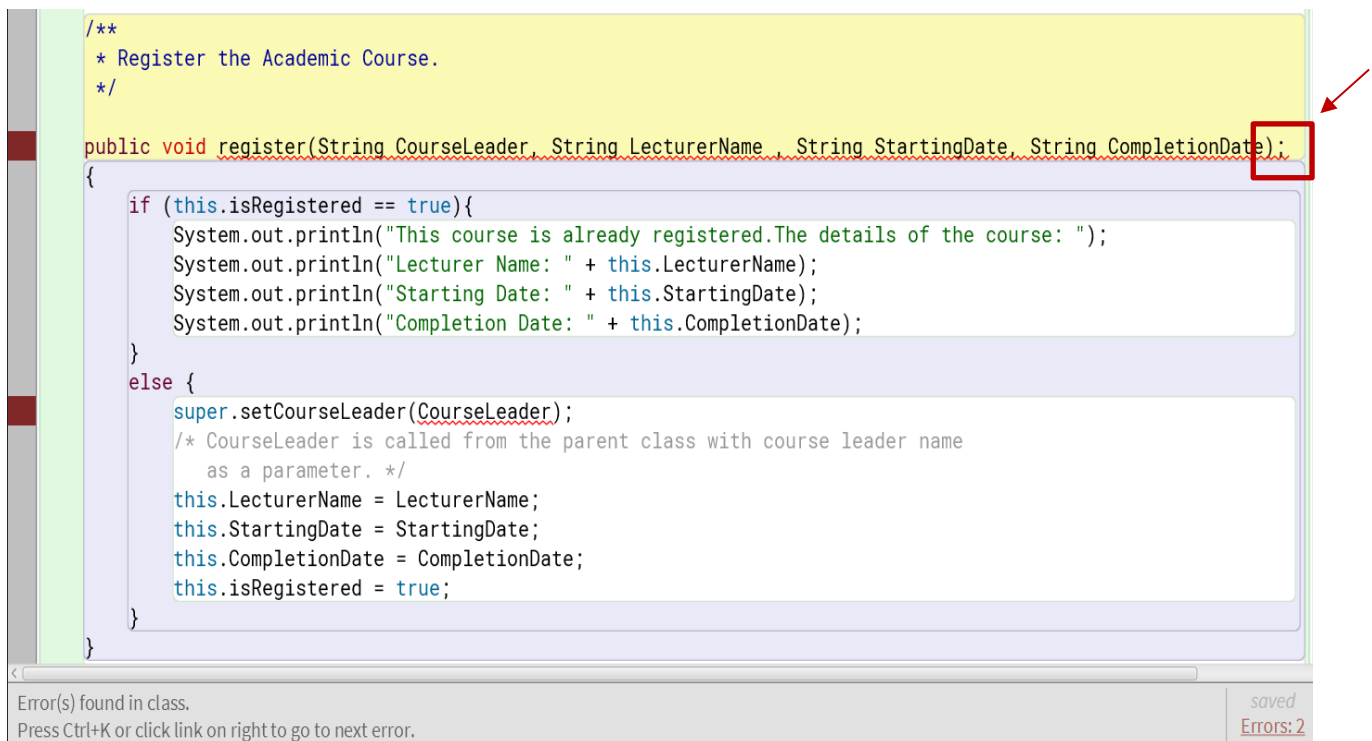 /**
* Register the Academic Course.
*/
public void register(String CourseLeader, String LecturerName , String StartingDate, String CompletionDate);
{
if (this.isRegistered == true){
System.out.println("This course is already registered.The details of the course: ");
System.out.println("Lecturer Name: " + this.LecturerName);
System.out.println("Starting Date: " + this.StartingDate);
System.out.println("Completion Date: " + this.CompletionDate);
}
else {
super.setCourseLeader(CourseLeader);
/* CourseLeader is called from the parent class with course leader name
as a parameter. */
this.LecturerName = LecturerName;
this.StartingDate = StartingDate;
this.CompletionDate = CompletionDate;
this.isRegistered = true;
}
}
Error(s) found in class.
Press Ctrl+K or click link on right to go to next error.
saved
Errors: 2